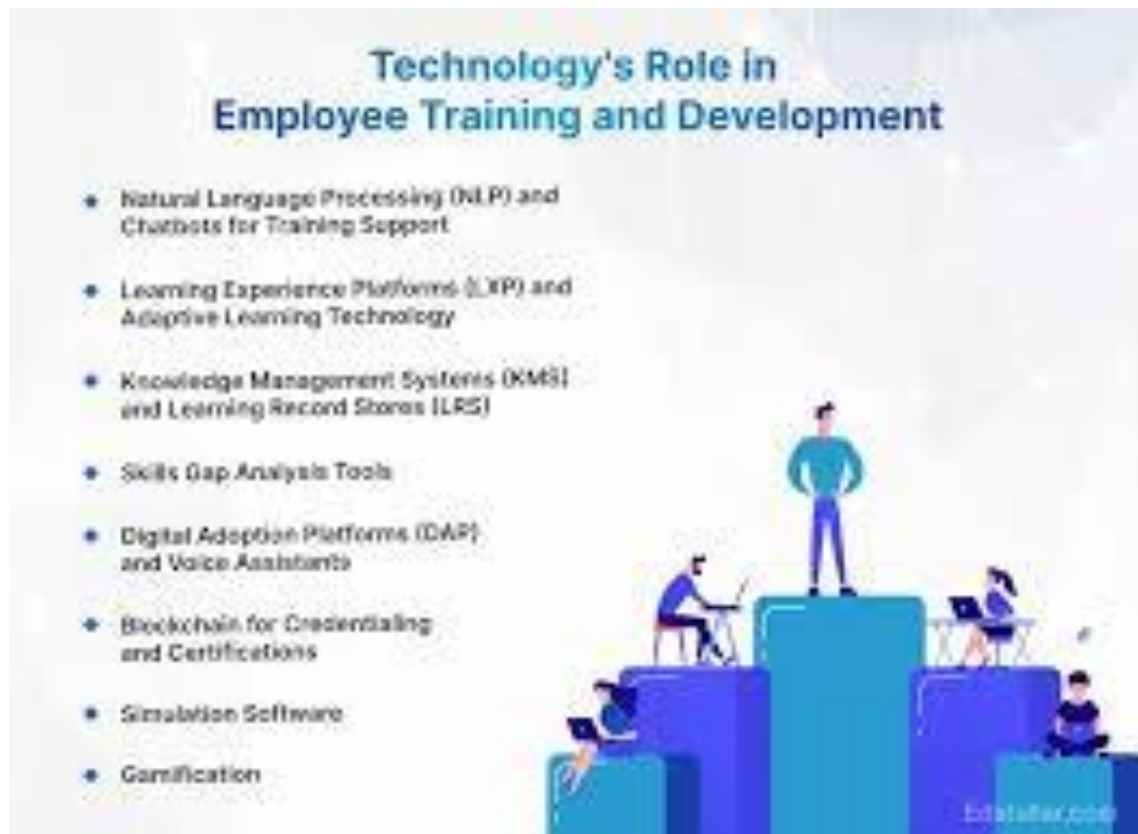 Technology's Role in
Employee Training and Development
Natural Language Processing (NLP) and
Chatbots for Training Support
Learning Experience Platforms (LXP) and
Adaptive Learning Technology
Knowledge Management Systems (KMS)
and Learning Record Stores (LRS)
Skills Gap Analysis Tools
Digital Adoption Platforms (DAP)
and Voice Assistants
Blockchain for Credentialing
and Certifications
Simulation Software
Gamification